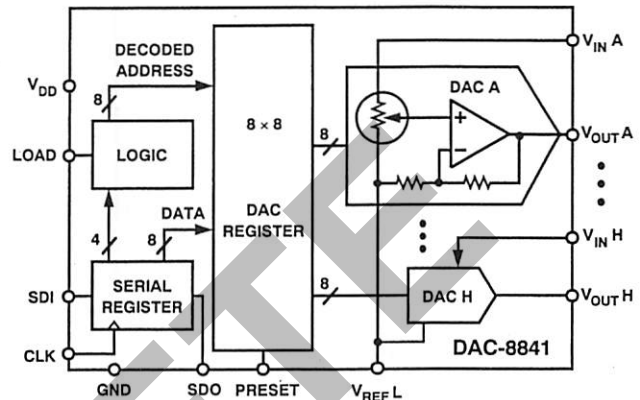 DECODED
ADDRESS
V_DD
8
LOAD
LOGIC
8 × 8
DAC
REGISTER
4
8
DATA
SDI
SERIAL
REGISTER
CLK
GND
SDO
PRESET
V_REF L
8
8
DAC A
+
−
V_IN A
V_OUT A
V_IN H
DAC H
V_OUT H
DAC-8841